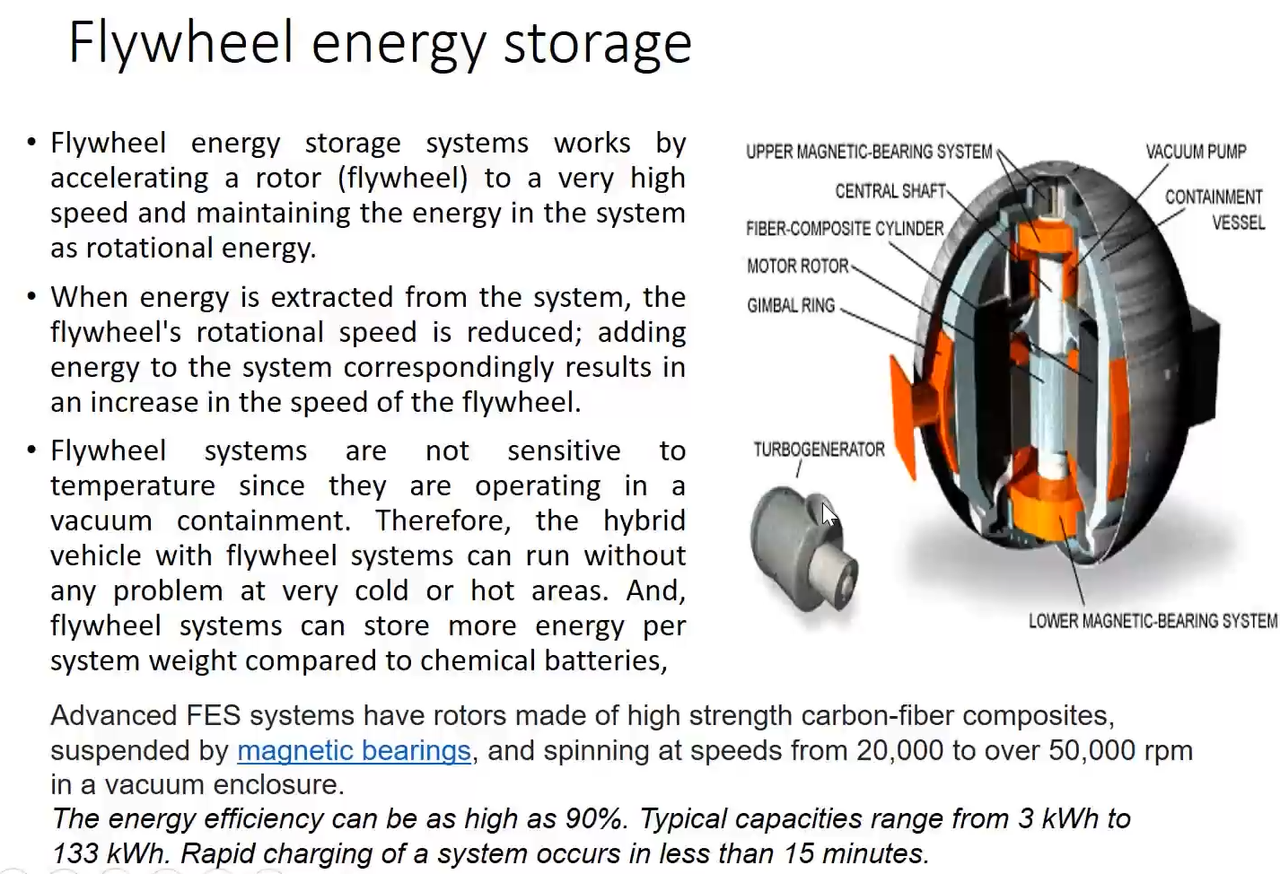 Flywheel energy storage
• Flywheel energy storage systems works by
accelerating a rotor (flywheel) to a very high
speed and maintaining the energy in the system
as rotational energy.
• When energy is extracted from the system, the
flywheel's rotational speed is reduced; adding
energy to the system correspondingly results in
an increase in the speed of the flywheel.
• Flywheel systems are not sensitive to
temperature since they are operating in a
vacuum containment. Therefore, the hybrid
vehicle with flywheel systems can run without
any problem at very cold or hot areas. And,
flywheel systems can store more energy per
system weight compared to chemical batteries,
UPPER MAGNETIC-BEARING SYSTEM
CENTRAL SHAFT
FIBER-COMPOSITE CYLINDER
MOTOR ROTOR
GIMBAL RING
VACUUM PUMP
CONTAINMENT
VESSEL
TURBOGENERATOR
LOWER MAGNETIC-BEARING SYSTEM
Advanced FES systems have rotors made of high strength carbon-fiber composites,
suspended by magnetic bearings, and spinning at speeds from 20,000 to over 50,000 rpm
in a vacuum enclosure.
The energy efficiency can be as high as 90%. Typical capacities range from 3 kWh to
133 kWh. Rapid charging of a system occurs in less than 15 minutes.